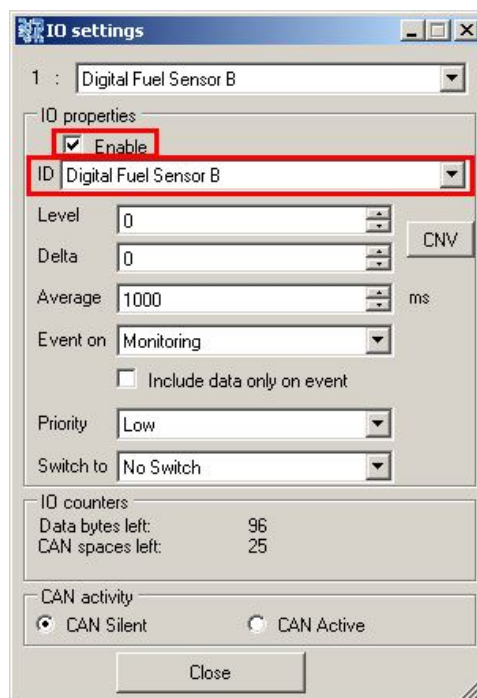 IO settings
1 : Digital Fuel Sensor B
IO properties
Enable
ID Digital Fuel Sensor B
Level 0
CNV
Delta 0
Average 1000 ms
Event on Monitoring
Include data only on event
Priority Low
Switch to No Switch
IO counters
Data bytes left: 96
CAN spaces left: 25
CAN activity
CAN Silent CAN Active
Close